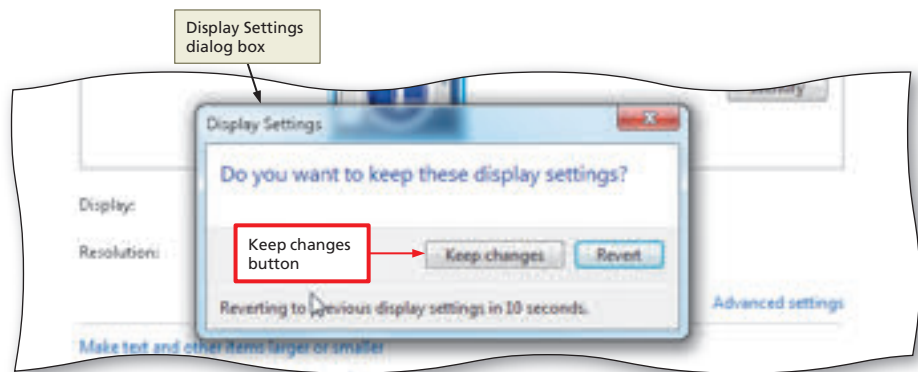 Display Settings
dialog box
Display Settings
Do you want to keep these display settings?
Display:
Resolution:
Keep changes
button
Keep changes
Revert
Reverting to previous display settings in 10 seconds.
Advanced settings
Make text and other items larger or smaller